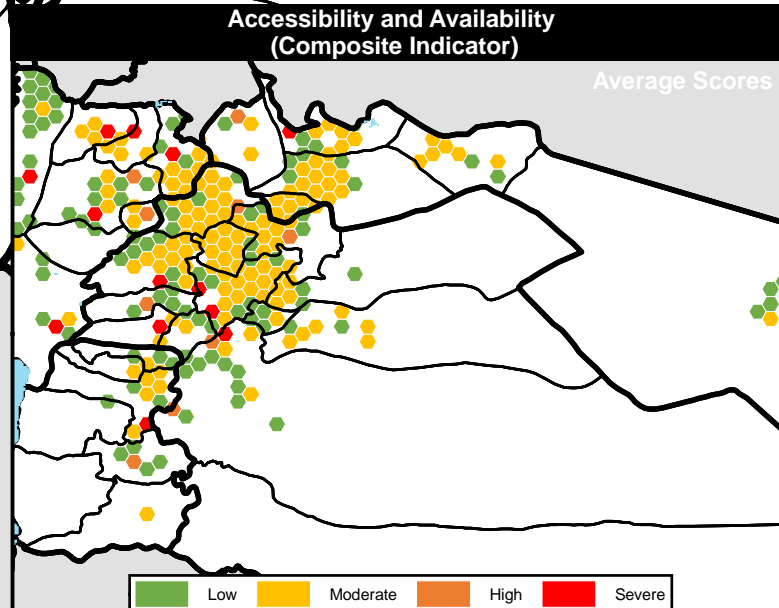 Accessibility and Availability
(Composite Indicator)
Average Scores
Low Moderate High Severe